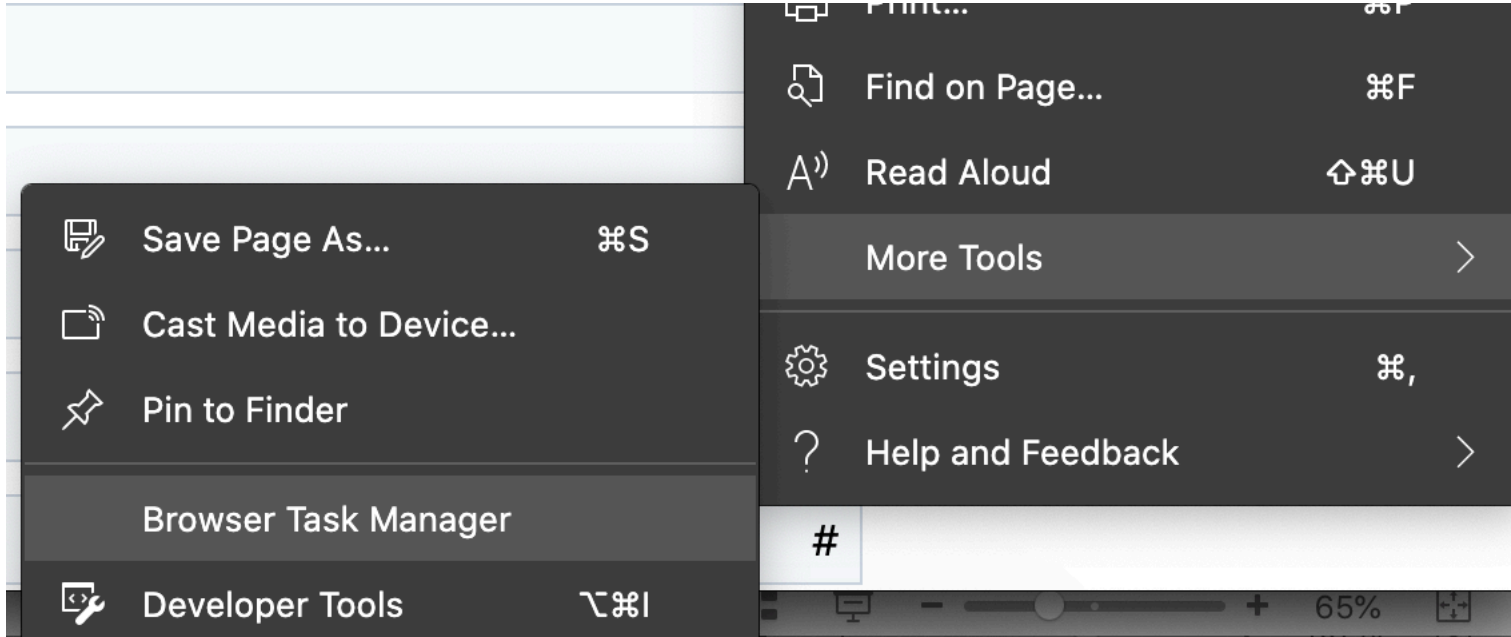 Print... ⌘P
Find on Page... ⌘F
Read Aloud ⇧⌘U
More Tools
Settings ⌘,
Help and Feedback
Save Page As... ⌘S
Cast Media to Device...
Pin to Finder
Browser Task Manager
Developer Tools ⌥⌘I
#
65%